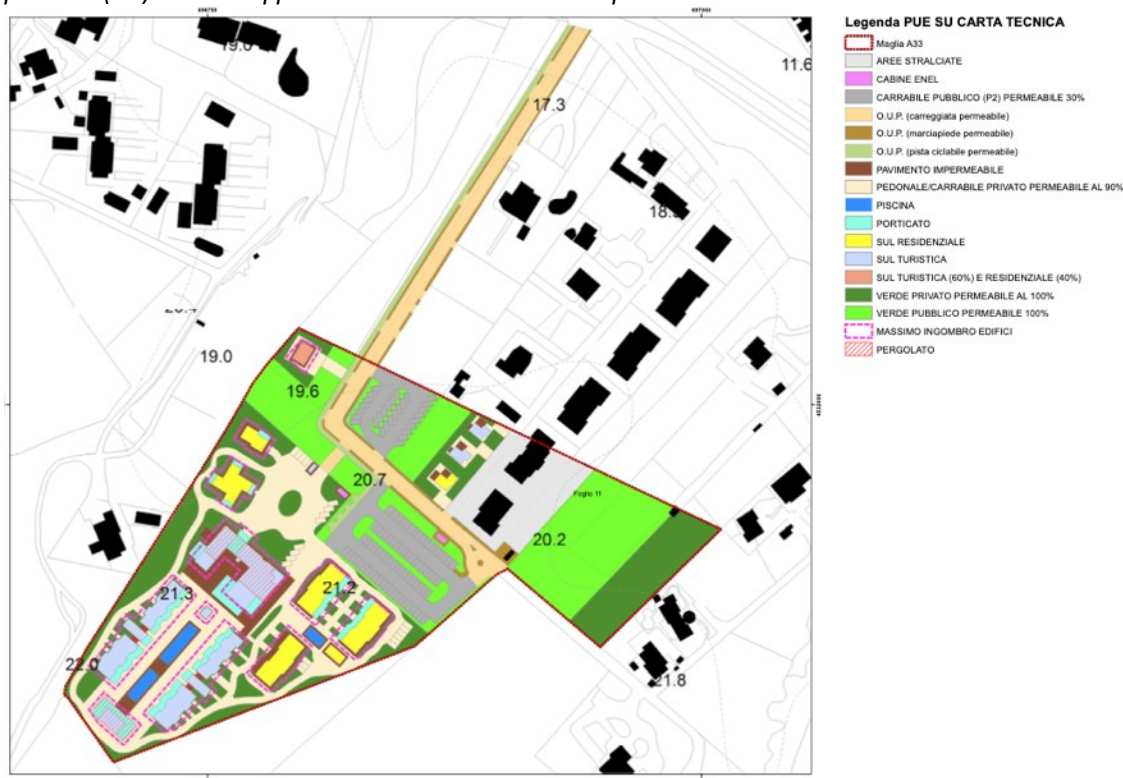 Legenda PUE SU CARTA TECNICA
Maglia A33
AREE STRALCIATE
CABINE ENEL
CARRABILE PUBBLICO (P2) PERMEABILE 30%
O.U.P. (carreggiata permeabile)
O.U.P. (marciapiede permeabile)
O.U.P. (pista ciclabile permeabile)
PAVIMENTO IMPERMEABILE
PEDONALE/CARRABILE PRIVATO PERMEABILE AL 90%
PISCINA
PORTICATO
SUL RESIDENZIALE
SUL TURISTICA
SUL TURISTICA (60%) E RESIDENZIALE (40%)
VERDE PRIVATO PERMEABILE AL 100%
VERDE PUBBLICO PERMEABILE 100%
MASSIMO INGOMBRO EDIFICI
PERGOLATO
19.0
11.6
17.3
19.0
19.6
20.7
Foglio 11
20.2
21.2
21.3
22.0
21.8